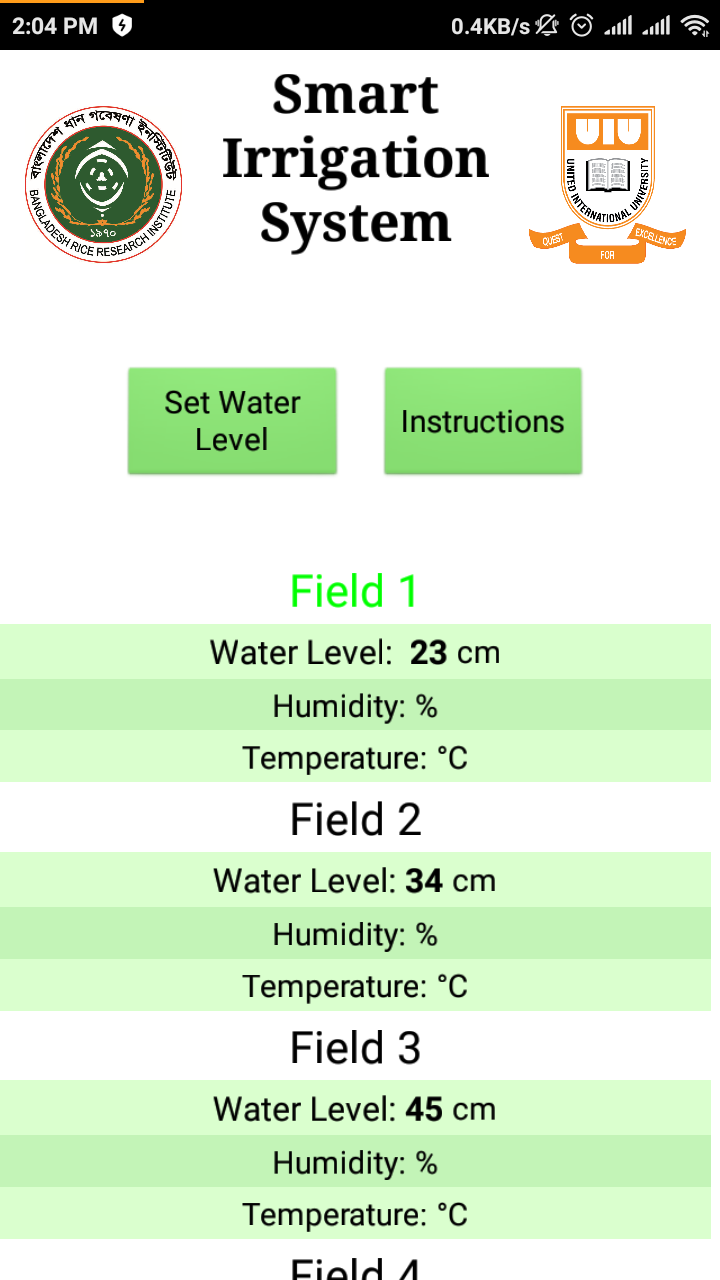 2:04 PM
0.4KB/s
Smart
Irrigation
System
বাংলাদেশ ধান গবেষণা ইনস্টিটিউট
১৯৭০
BANGLADESH RICE RESEARCH INSTITUTE
UIU
UNITED INTERNATIONAL UNIVERSITY
QUEST
FOR
EXCELLENCE
Set Water
Level
Instructions
Field 1
Water Level: 23 cm
Humidity: %
Temperature: °C
Field 2
Water Level: 34 cm
Humidity: %
Temperature: °C
Field 3
Water Level: 45 cm
Humidity: %
Temperature: °C
Field 4